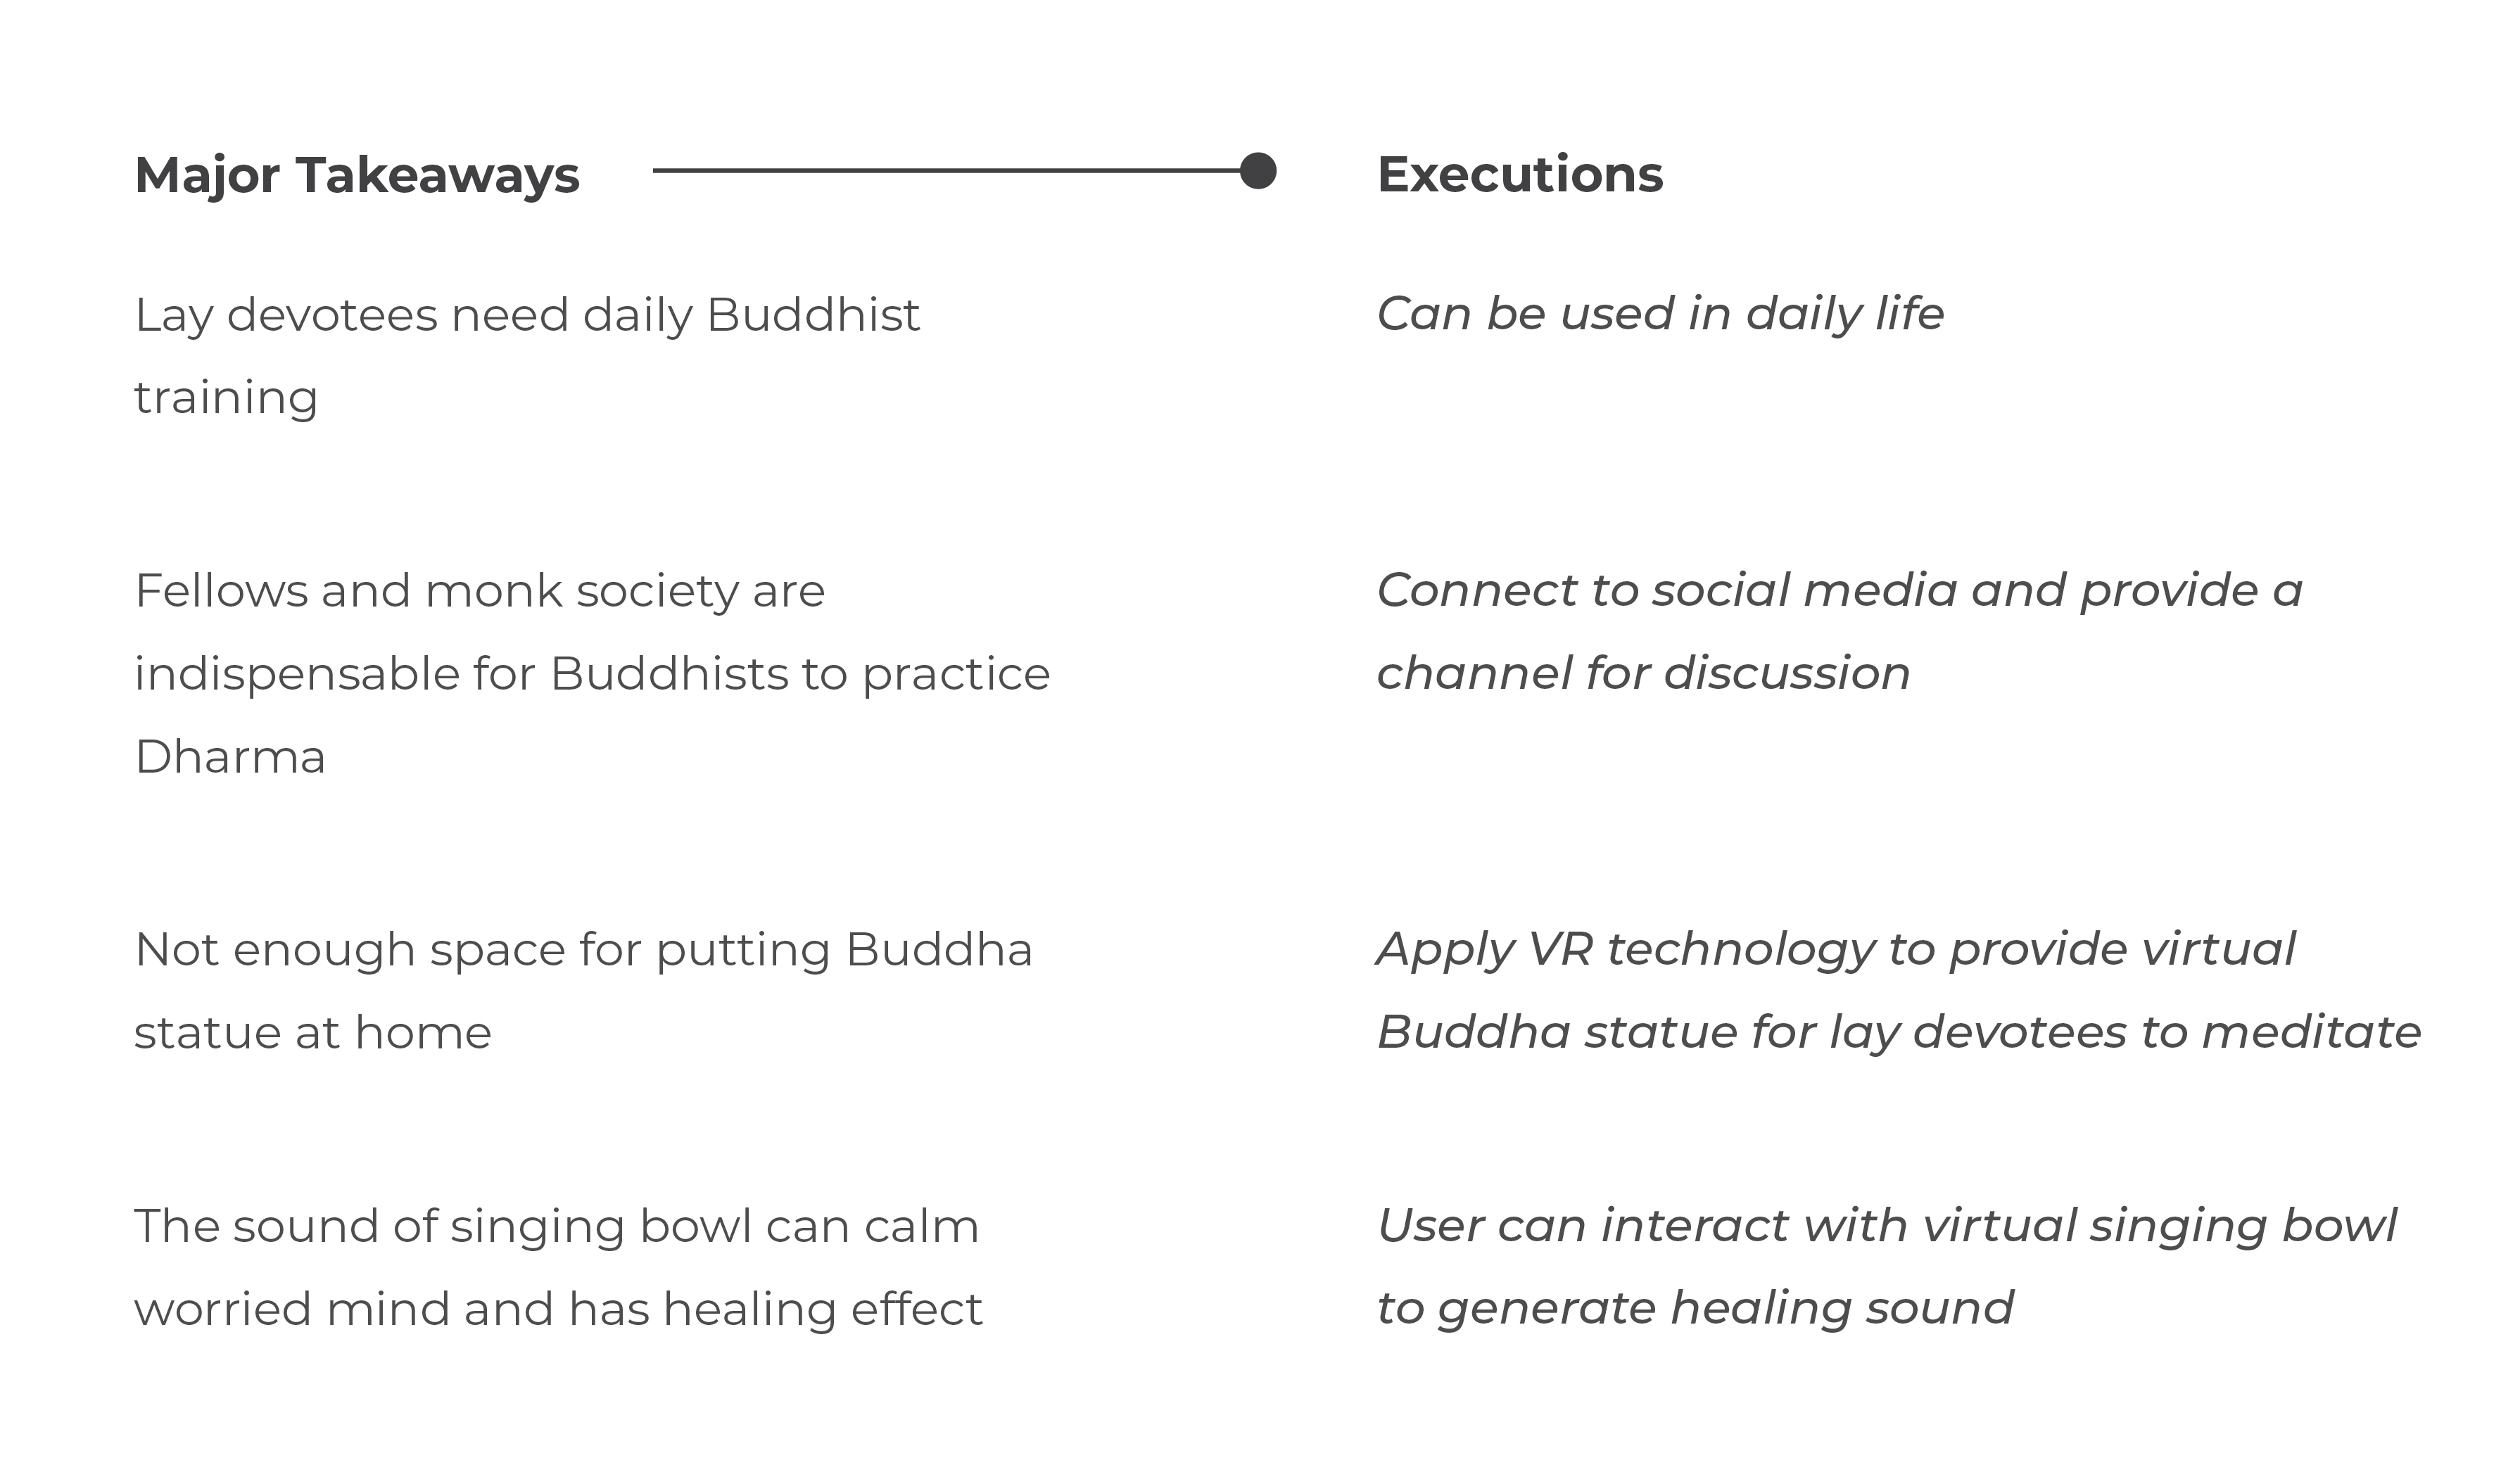 Major Takeaways
Executions
Lay devotees need daily Buddhist
training
Can be used in daily life
Fellows and monk society are
indispensable for Buddhists to practice
Dharma
Connect to social media and provide a
channel for discussion
Not enough space for putting Buddha
statue at home
Apply VR technology to provide virtual
Buddha statue for lay devotees to meditate
The sound of singing bowl can calm
worried mind and has healing effect
User can interact with virtual singing bowl
to generate healing sound